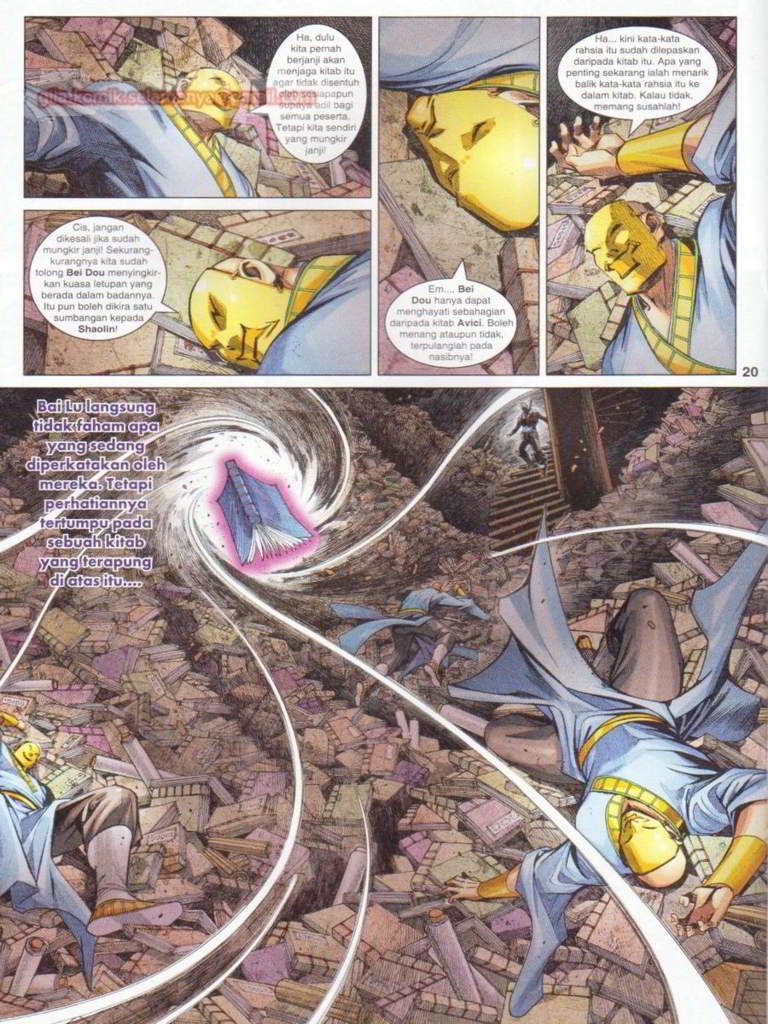 Ha, dulu
kita pernah
berjanji akan
menjaga kitab itu
agar tidak disentuh
oleh sesiapapun
supaya adil bagi
semua peserta.
Tetapi kita sendiri
yang mungkir
janji!
Cis, jangan
dikesali jika sudah
mungkir janji! Sekurang-
kurangnya kita sudah
tolong Bei Dou menyingkir-
kan kuasa letupan yang
berada dalam badannya.
Itu pun boleh dikira satu
sumbangan kepada
Shaolin!
Em.... Bei
Dou hanya dapat
menghayati sebahagian
daripada kitab Avici. Boleh
menang ataupun tidak,
terpulanglah pada
nasibnya!
Ha... kini kata-kata
rahsia itu sudah dilepaskan
daripada kitab itu. Apa yang
penting sekarang ialah menarik
balik kata-kata rahsia itu ke
dalam kitab. Kalau tidak,
memang susahlah!
20
Bai Lu langsung
tidak faham apa
yang sedang
diperkatakan oleh
mereka. Tetapi
perhatiannya
tertumpu pada
sebuah kitab
yang terapung
di atas itu....